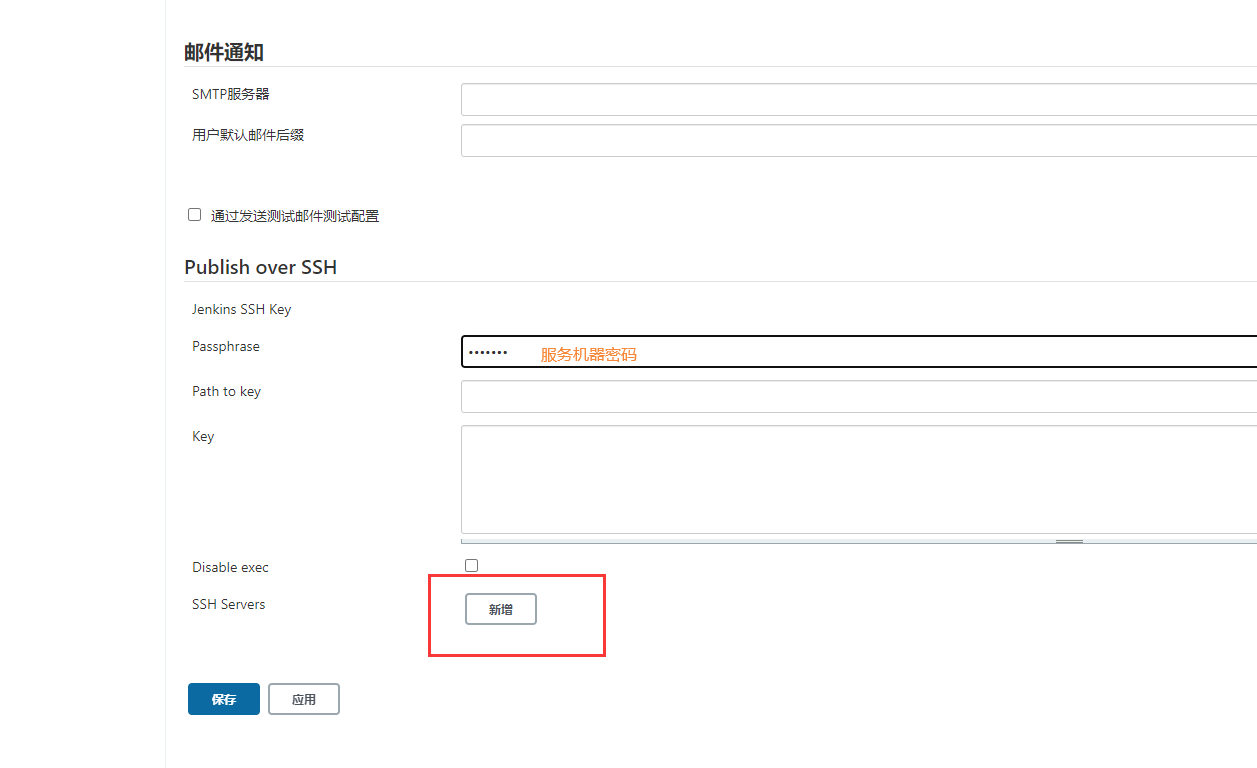 邮件通知
SMTP服务器
用户默认邮件后缀
通过发送测试邮件测试配置
Publish over SSH
Jenkins SSH Key
Passphrase
••••••• 服务机器密码
Path to key
Key
Disable exec
SSH Servers
新增
保存 应用